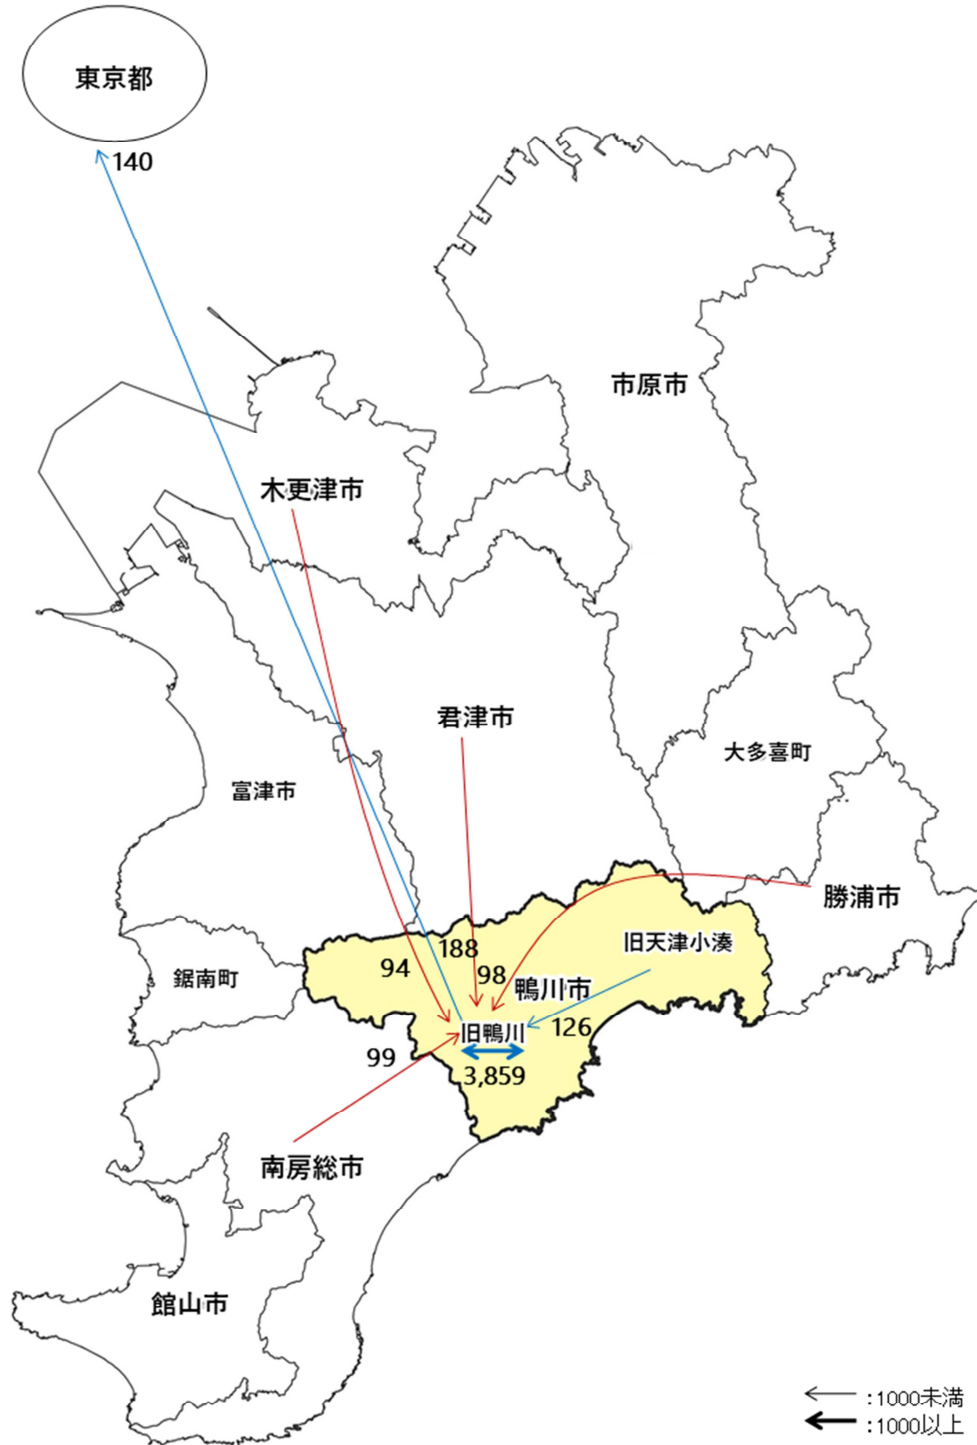 東京都
140
市原市
木更津市
君津市
大多喜町
富津市
勝浦市
旧天津小湊
188
94
98
鋸南町
鴨川市
126
旧鴨川
99
3,859
南房総市
館山市
:1000未満
:1000以上